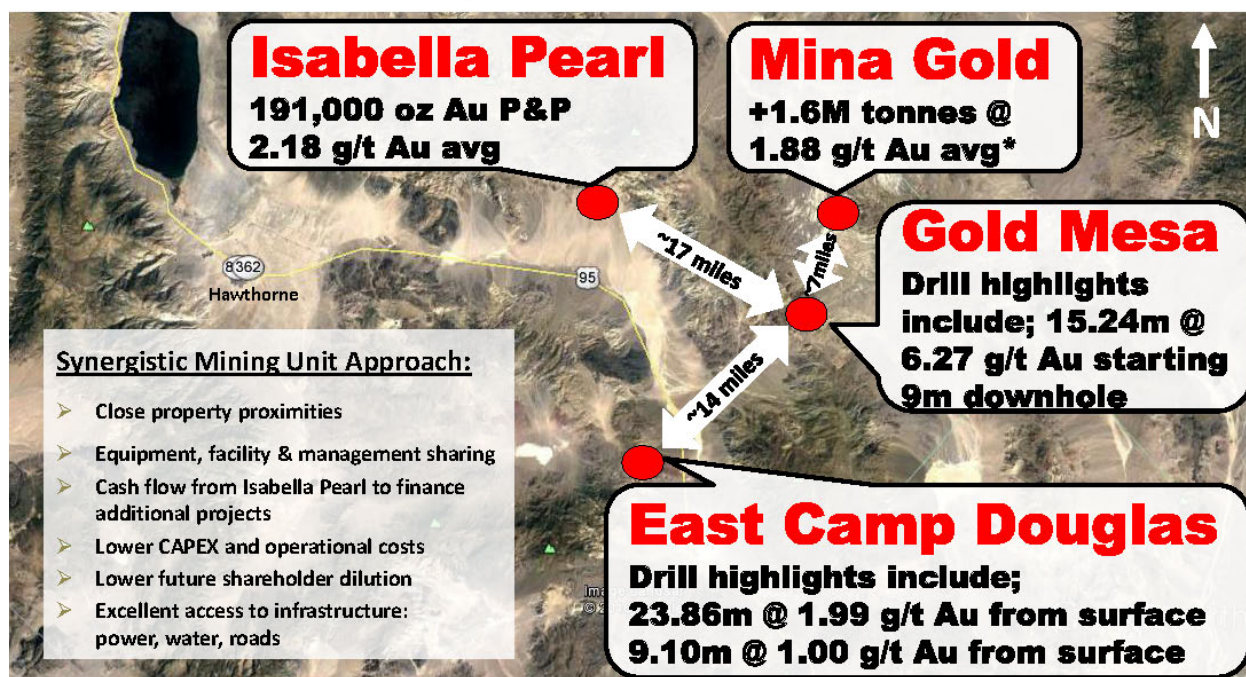 Isabella Pearl
191,000 oz Au P&P
2.18 g/t Au avg
Mina Gold
+1.6M tonnes @
1.88 g/t Au avg*
N
Gold Mesa
Drill highlights
include; 15.24m @
6.27 g/t Au starting
9m downhole
~17 miles
~7miles
~14 miles
8362
Hawthorne
95
Synergistic Mining Unit Approach:
Close property proximities
Equipment, facility & management sharing
Cash flow from Isabella Pearl to finance
additional projects
Lower CAPEX and operational costs
Lower future shareholder dilution
Excellent access to infrastructure:
power, water, roads
East Camp Douglas
Drill highlights include;
23.86m @ 1.99 g/t Au from surface
9.10m @ 1.00 g/t Au from surface